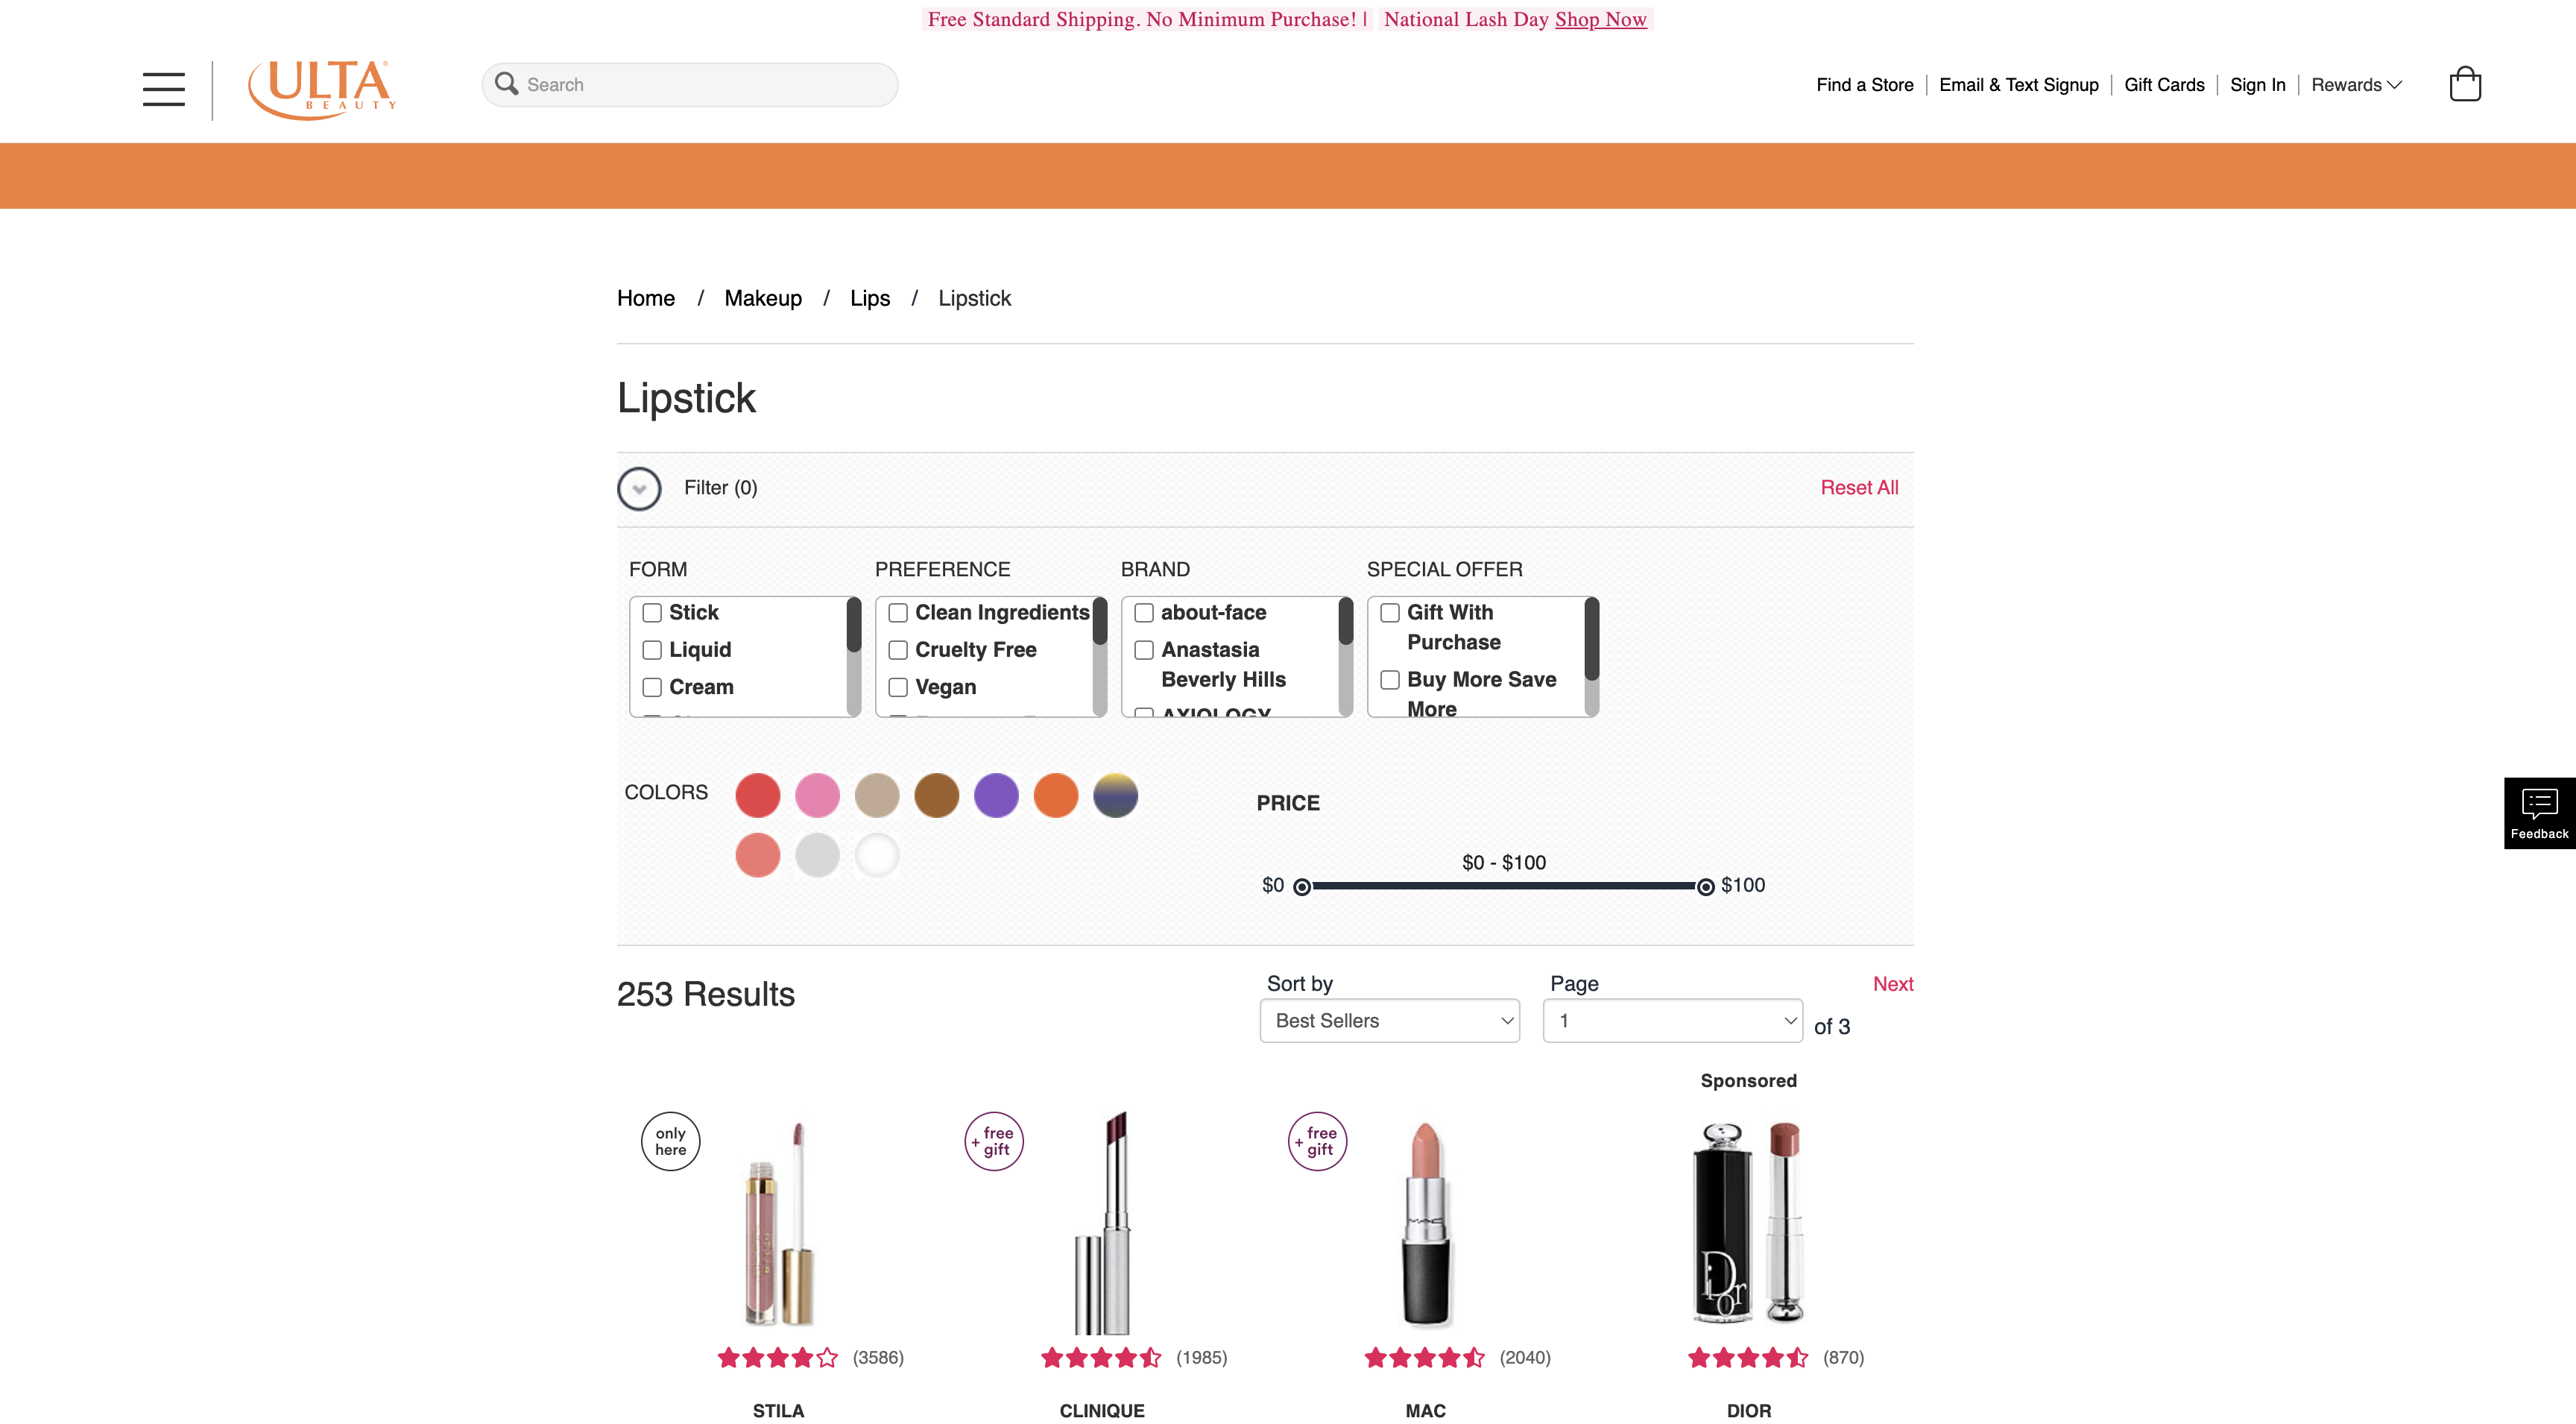 Free Standard Shipping. No Minimum Purchase! | National Lash Day Shop Now
ULTA
BEAUTY
Search
Find a Store | Email & Text Signup | Gift Cards | Sign In | Rewards
Home / Makeup / Lips / Lipstick
Lipstick
Filter (0)
Reset All
FORM
Stick
Liquid
Cream
PREFERENCE
Clean Ingredients
Cruelty Free
Vegan
BRAND
about-face
Anastasia
Beverly Hills
AXIOLOGY
SPECIAL OFFER
Gift With
Purchase
Buy More Save
More
COLORS
PRICE
$0 - $100
$0
$100
Feedback
253 Results
Sort by
Best Sellers
Page
1
of 3
Next
Sponsored
only
here
+ free
gift
+ free
gift
MAC
Dior
(3586)
(1985)
(2040)
(870)
STILA
CLINIQUE
MAC
DIOR